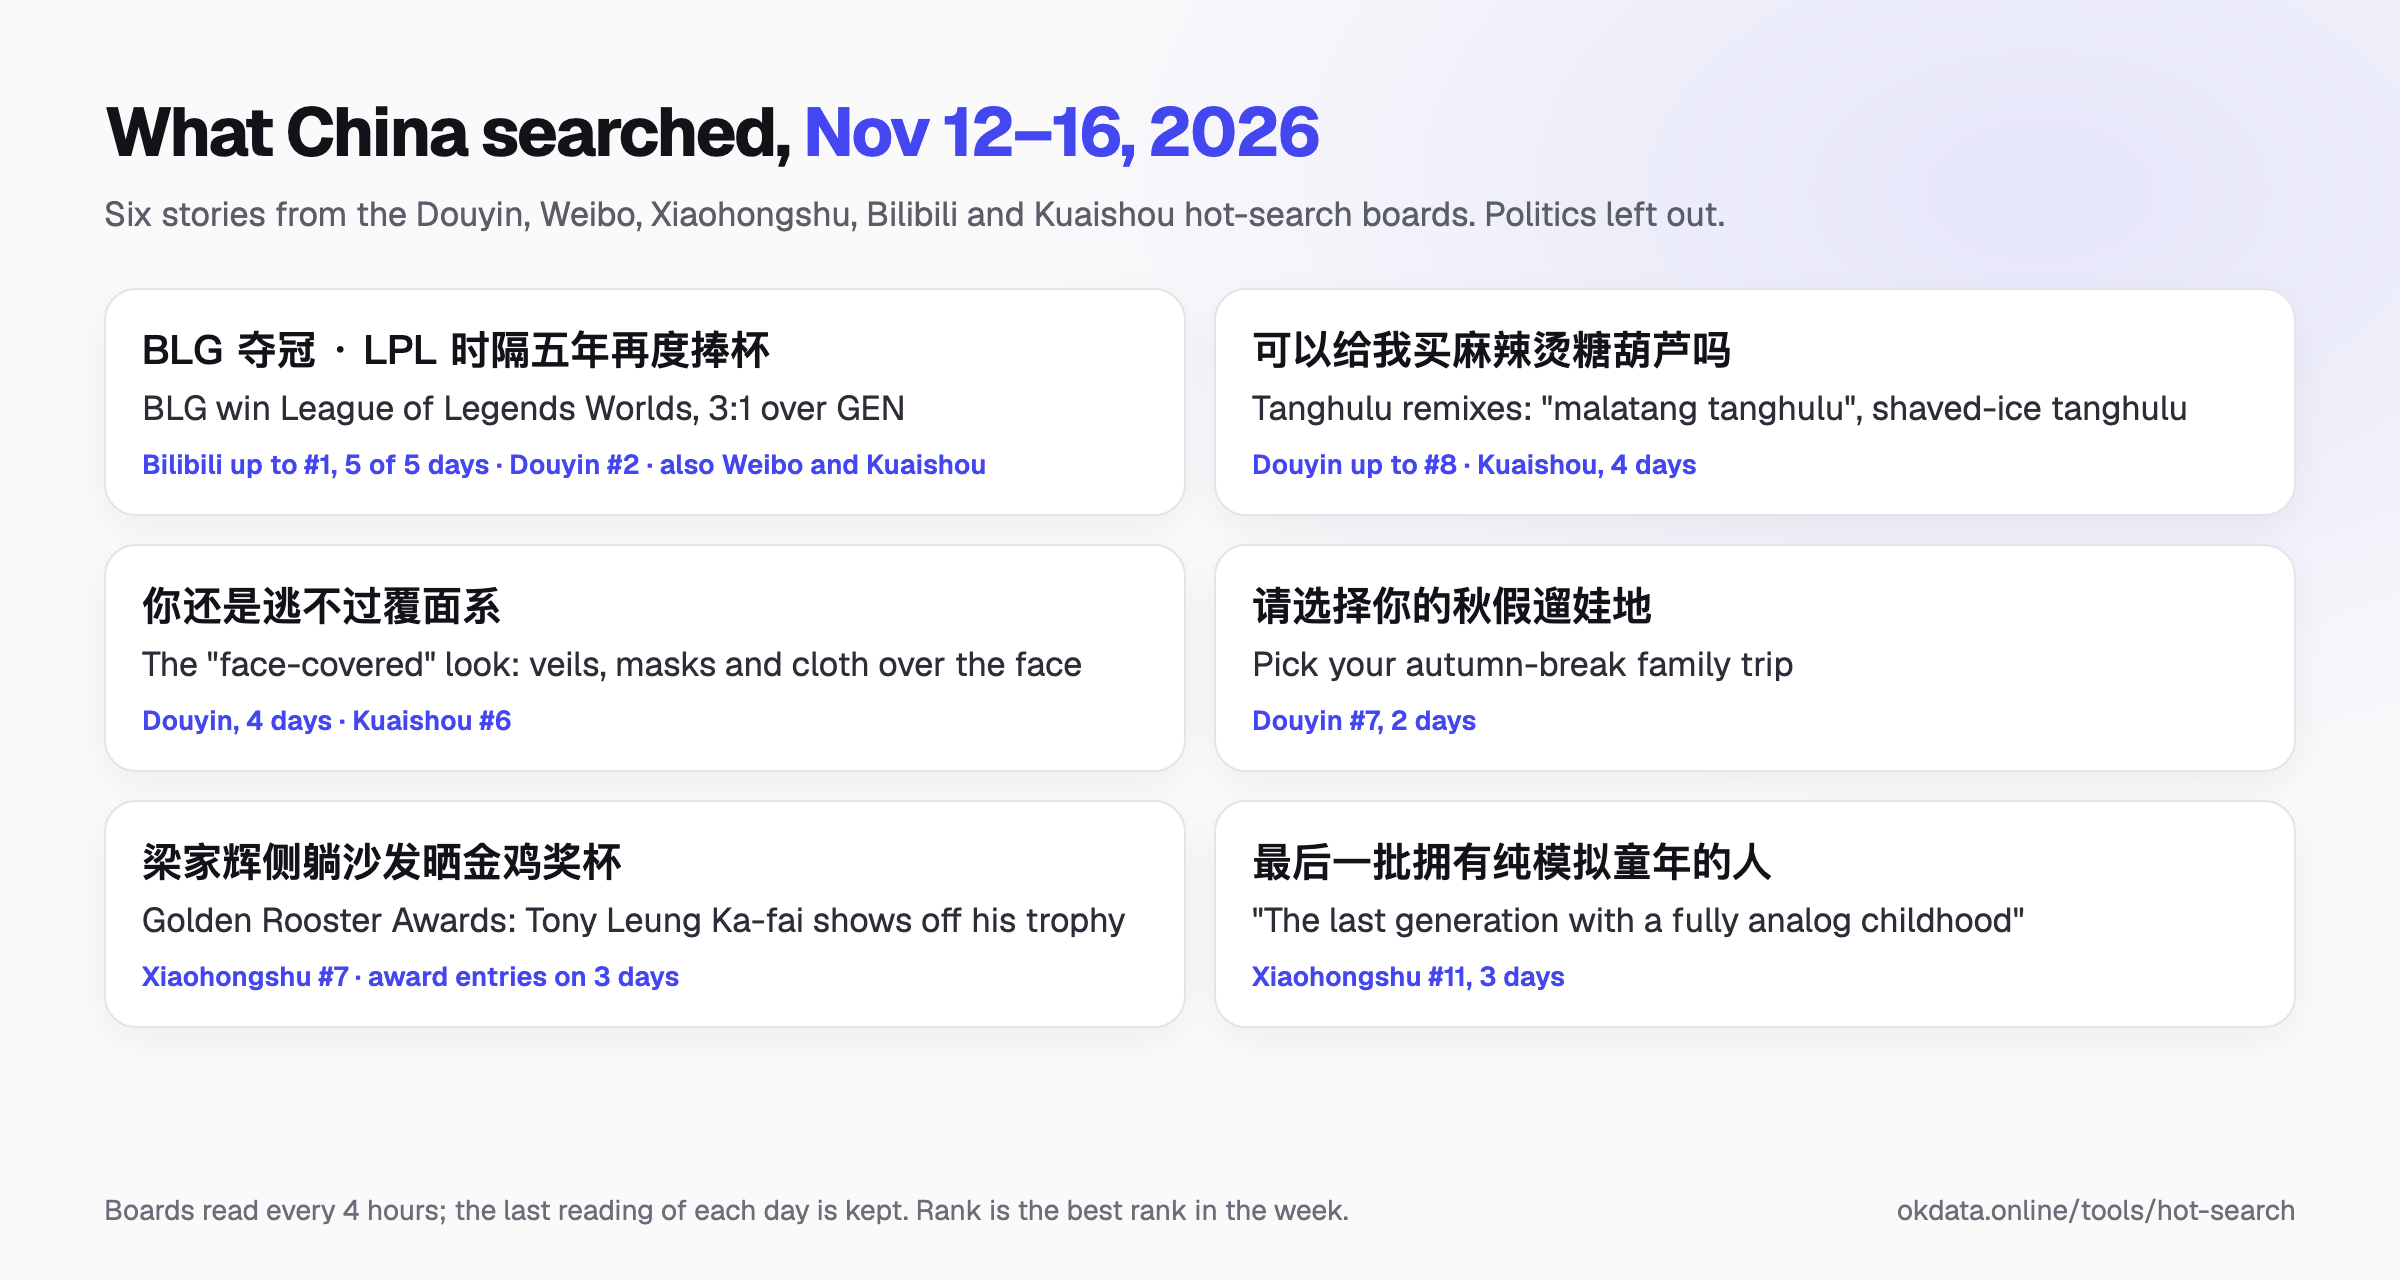 What China searched, Nov 12–16, 2026
Six stories from the Douyin, Weibo, Xiaohongshu, Bilibili and Kuaishou hot-search boards. Politics left out.
BLG 夺冠 · LPL 时隔五年再度捧杯
BLG win League of Legends Worlds, 3:1 over GEN
Bilibili up to #1, 5 of 5 days · Douyin #2 · also Weibo and Kuaishou
可以给我买麻辣烫糖葫芦吗
Tanghulu remixes: "malatang tanghulu", shaved-ice tanghulu
Douyin up to #8 · Kuaishou, 4 days
你还是逃不过覆面系
The "face-covered" look: veils, masks and cloth over the face
Douyin, 4 days · Kuaishou #6
请选择你的秋假遛娃地
Pick your autumn-break family trip
Douyin #7, 2 days
梁家辉侧躺沙发晒金鸡奖杯
Golden Rooster Awards: Tony Leung Ka-fai shows off his trophy
Xiaohongshu #7 · award entries on 3 days
最后一批拥有纯模拟童年的人
"The last generation with a fully analog childhood"
Xiaohongshu #11, 3 days
Boards read every 4 hours; the last reading of each day is kept. Rank is the best rank in the week.
okdata.online/tools/hot-search